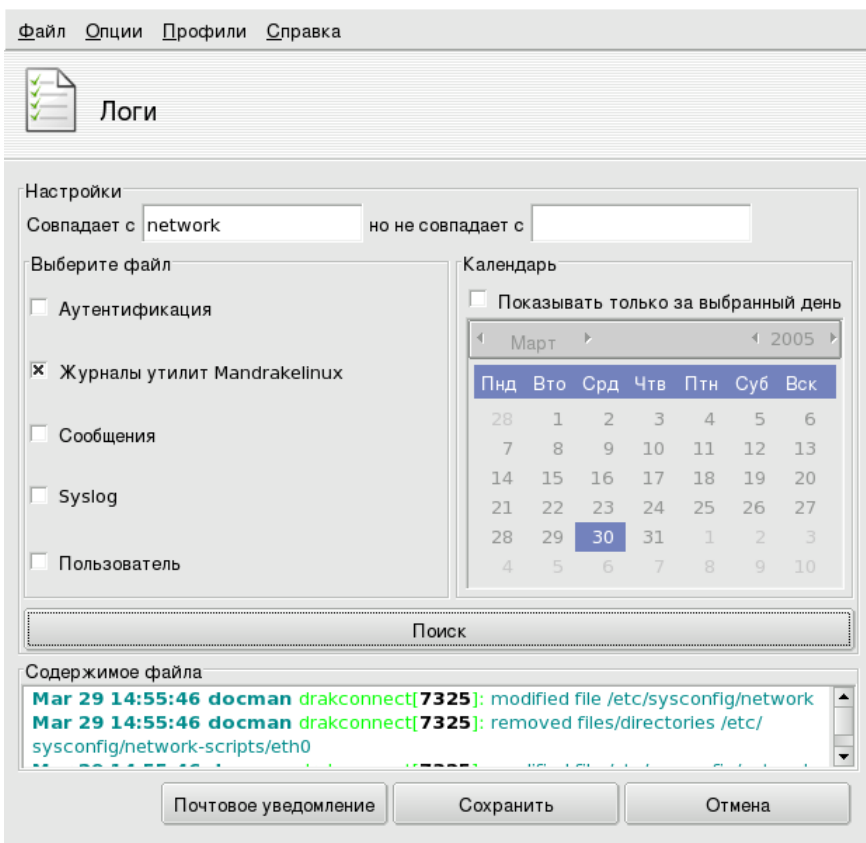 Файл Опции Профили Справка
Логи
Настройки
Совпадает с network но не совпадает с
Выберите файл
Аутентификация
Журналы утилит Mandrakelinux
Сообщения
Syslog
Пользователь
Календарь
Показывать только за выбранный день
Март 2005
Пнд Вто Срд Чтв Птн Суб Вск
28 1 2 3 4 5 6
7 8 9 10 11 12 13
14 15 16 17 18 19 20
21 22 23 24 25 26 27
28 29 30 31 1 2 3
4 5 6 7 8 9 10
Поиск
Содержимое файла
Mar 29 14:55:46 docman drakconnect[7325]: modified file /etc/sysconfig/network
Mar 29 14:55:46 docman drakconnect[7325]: removed files/directories /etc/
sysconfig/network-scripts/eth0
Почтовое уведомление Сохранить Отмена